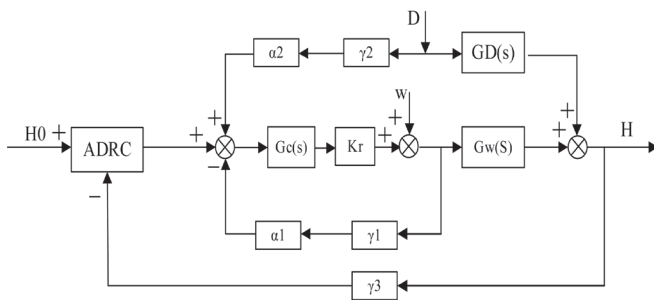 D
α2
γ2
GD(s)
+
w
+
+
H0 +
ADRC
+
Gc(s)
+
Kr
Gw(S)
+
H
−
−
α1
γ1
γ3